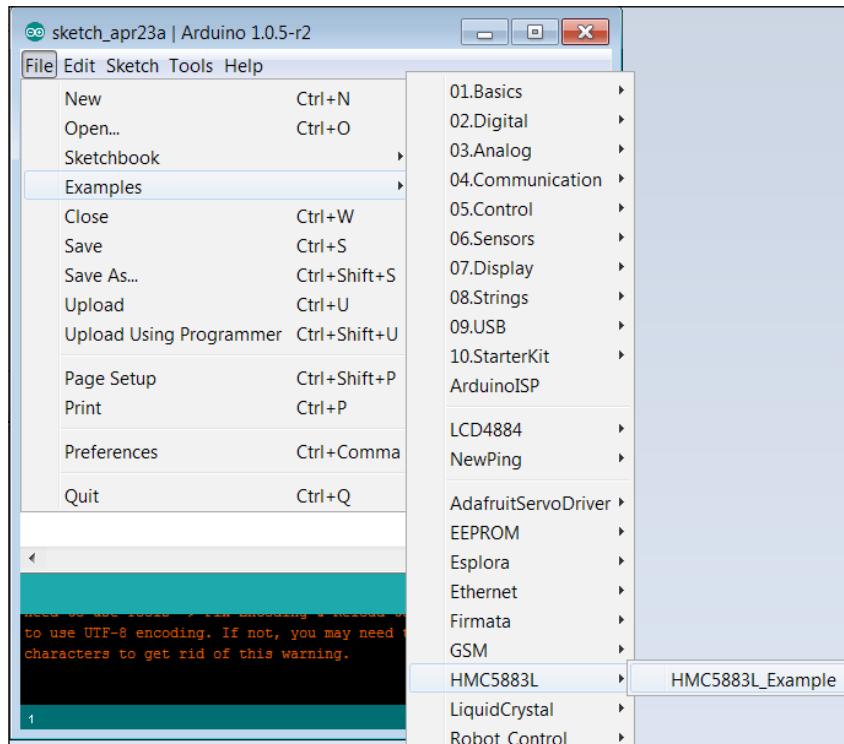 sketch_apr23a | Arduino 1.0.5-r2
File Edit Sketch Tools Help
New Ctrl+N
Open... Ctrl+O
Sketchbook
Examples
Close Ctrl+W
Save Ctrl+S
Save As... Ctrl+Shift+S
Upload Ctrl+U
Upload Using Programmer Ctrl+Shift+U
Page Setup Ctrl+Shift+P
Print Ctrl+P
Preferences Ctrl+Comma
Quit Ctrl+Q
01.Basics
02.Digital
03.Analog
04.Communication
05.Control
06.Sensors
07.Display
08.Strings
09.USB
10.StarterKit
ArduinoISP
LCD4884
NewPing
AdafruitServoDriver
EEPROM
Esplora
Ethernet
Firmata
GSM
HMC5883L
LiquidCrystal
Robot_Control
HMC5883L_Example
to use UTF-8 encoding. If not, you may need
characters to get rid of this warning.
1